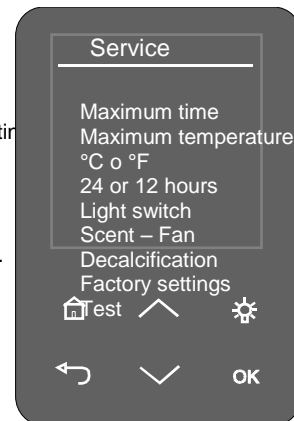 Service
Maximum time
Maximum temperature
°C o °F
24 or 12 hours
Light switch
Scent – Fan
Decalcification
Factory settings
Test
OK